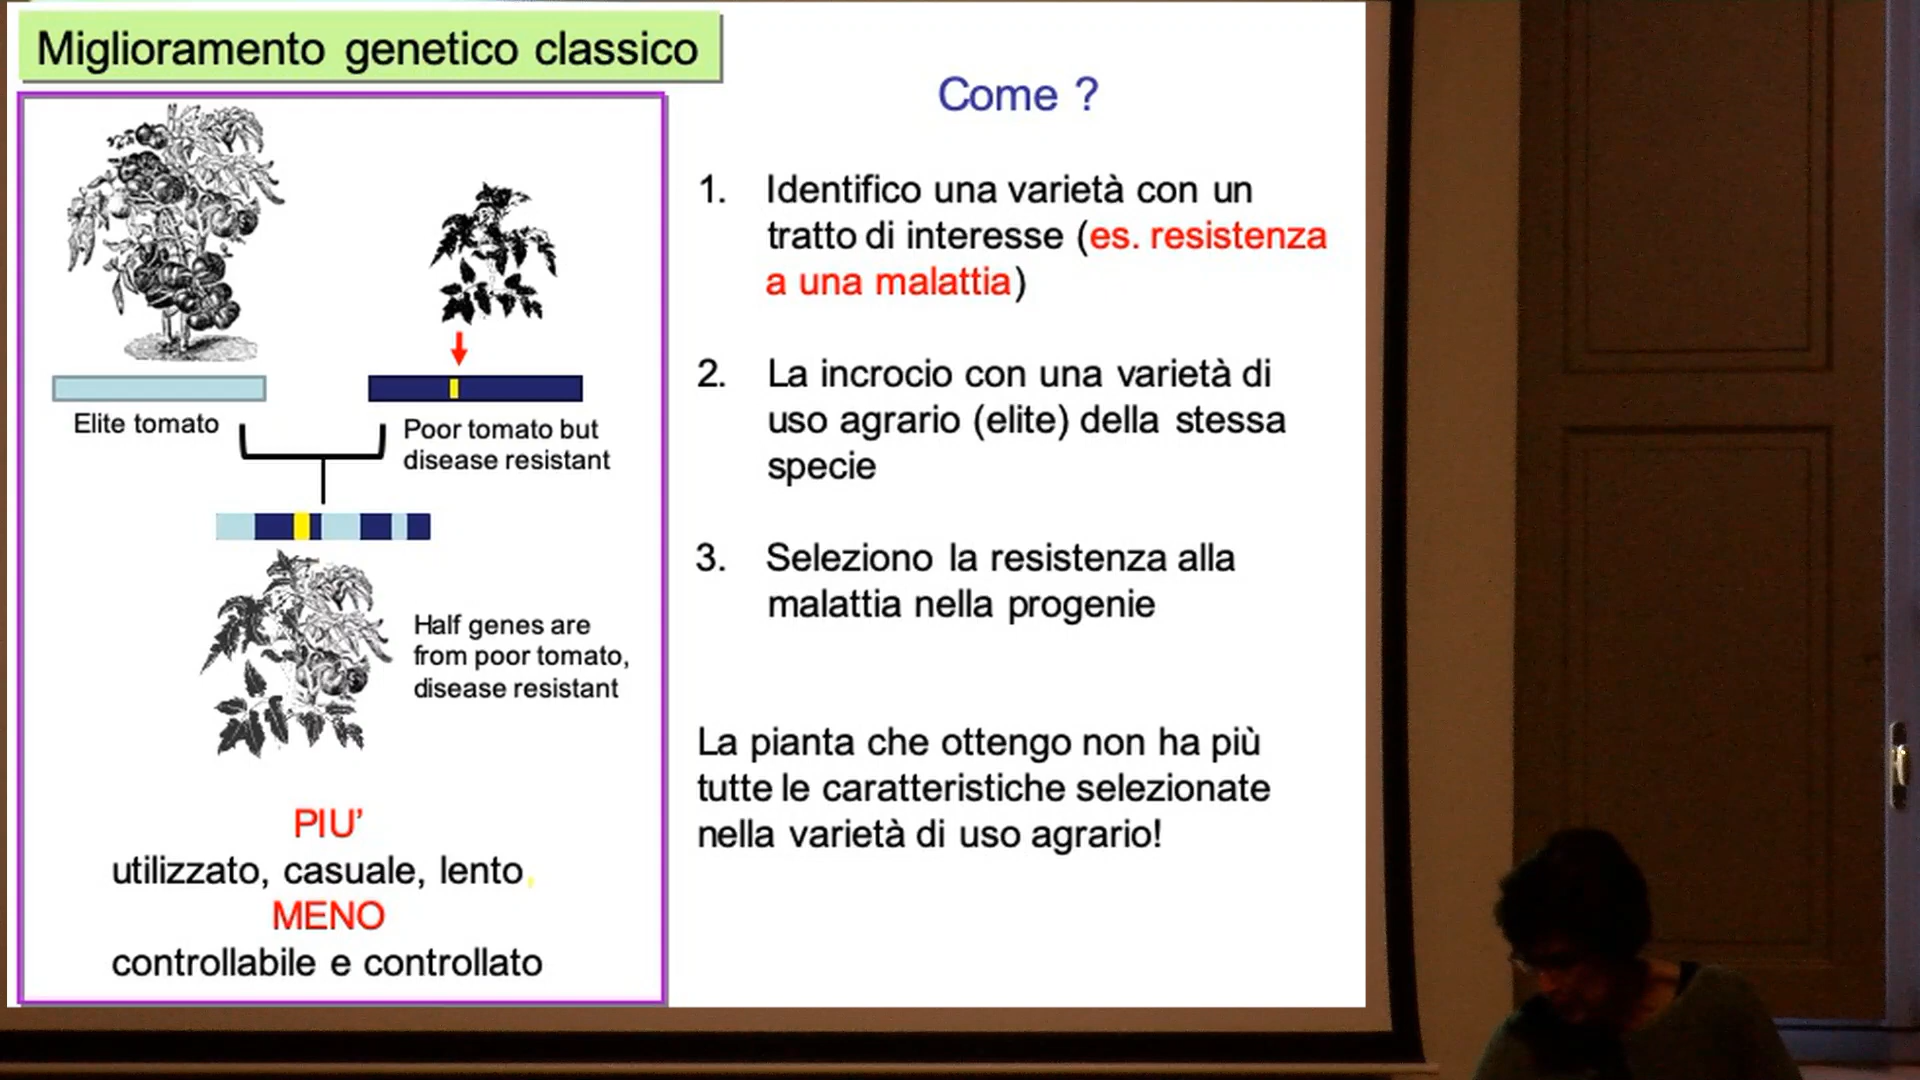 Miglioramento genetico classico
Come ?
1. Identifico una varietà con un
tratto di interesse (es. resistenza
a una malattia)
2. La incrocio con una varietà di
uso agrario (elite) della stessa
specie
3. Seleziono la resistenza alla
malattia nella progenie
La pianta che ottengo non ha più
tutte le caratteristiche selezionate
nella varietà di uso agrario!
Elite tomato
Poor tomato but
disease resistant
Half genes are
from poor tomato,
disease resistant
PIU'
utilizzato, casuale, lento,
MENO
controllabile e controllato